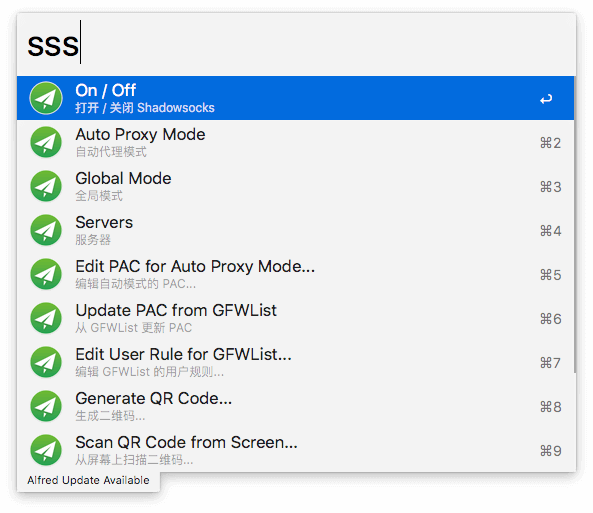 sss
On / Off
打开 / 关闭 Shadowsocks
Auto Proxy Mode
自动代理模式
⌘2
Global Mode
全局模式
⌘3
Servers
服务器
⌘4
Edit PAC for Auto Proxy Mode...
编辑自动模式的 PAC...
⌘5
Update PAC from GFWList
从 GFWList 更新 PAC
⌘6
Edit User Rule for GFWList...
编辑 GFWList 的用户规则...
⌘7
Generate QR Code...
生成二维码...
⌘8
Scan QR Code from Screen...
从屏幕上扫描二维码...
⌘9
Alfred Update Available